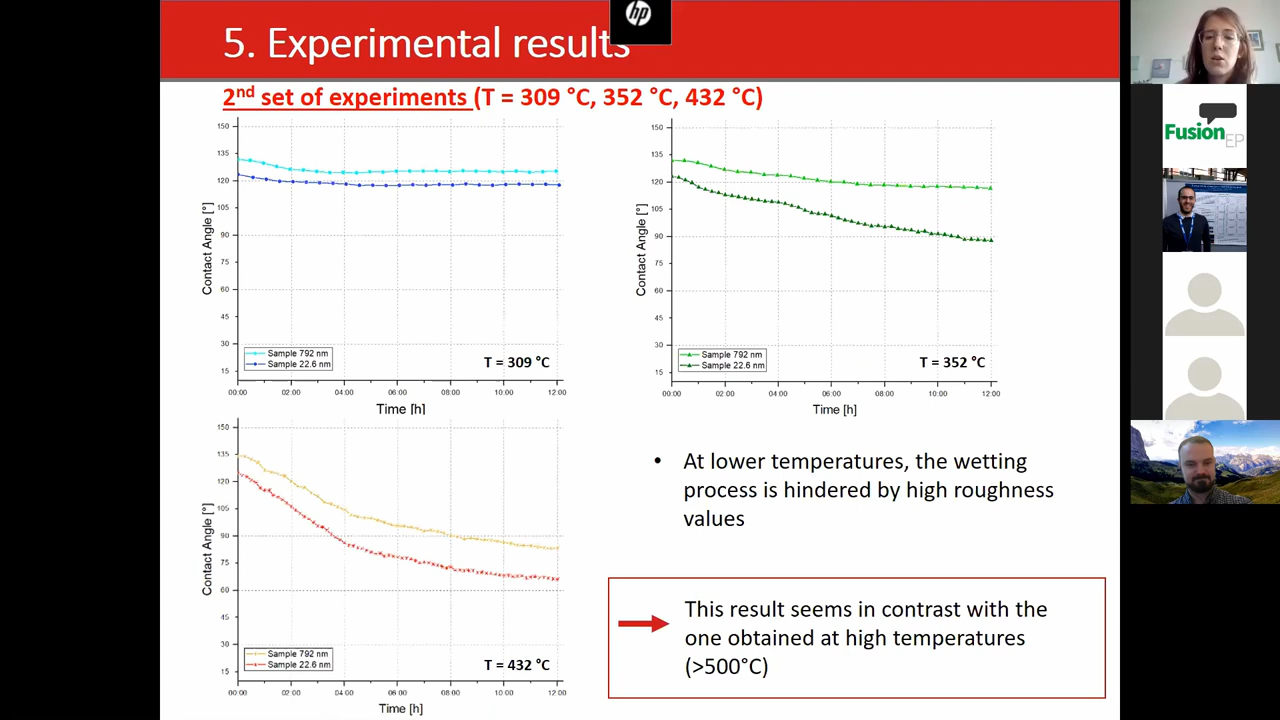 5. Experimental results
hp
2nd set of experiments (T = 309 °C, 352 °C, 432 °C)
150
135
120
105
90
75
60
45
30
15
Contact Angle [°]
Sample 792 nm
Sample 22.6 nm
T = 309 °C
00:00 02:00 04:00 06:00 08:00 10:00 12:00
Time [h]
150
135
120
105
90
75
60
45
30
15
Contact Angle [°]
Sample 792 nm
Sample 22.6 nm
T = 352 °C
00:00 02:00 04:00 06:00 08:00 10:00 12:00
Time [h]
150
135
120
105
90
75
60
45
30
15
Contact Angle [°]
Sample 792 nm
Sample 22.6 nm
T = 432 °C
00:00 02:00 04:00 06:00 08:00 10:00 12:00
Time [h]
• At lower temperatures, the wetting
process is hindered by high roughness
values
This result seems in contrast with the
one obtained at high temperatures
(>500°C)
Fusion EP